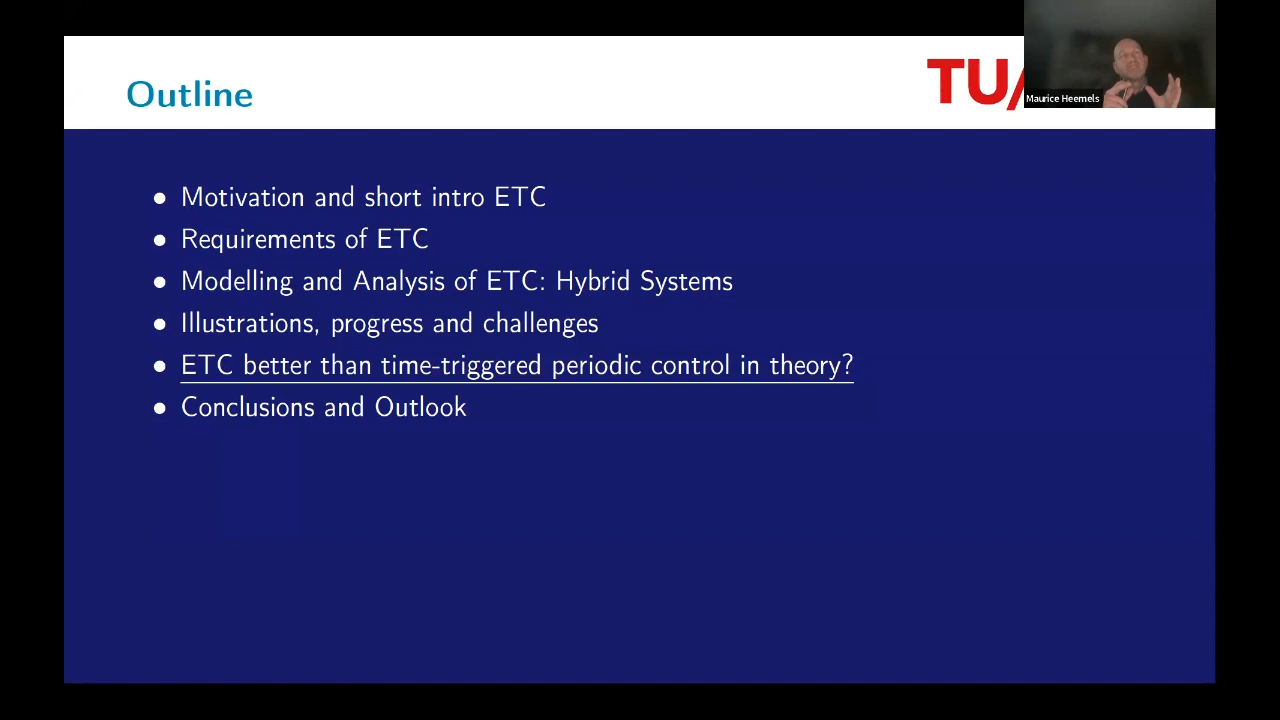 Outline
TU/
Maurice Heemels
• Motivation and short intro ETC
• Requirements of ETC
• Modelling and Analysis of ETC: Hybrid Systems
• Illustrations, progress and challenges
• ETC better than time-triggered periodic control in theory?
• Conclusions and Outlook